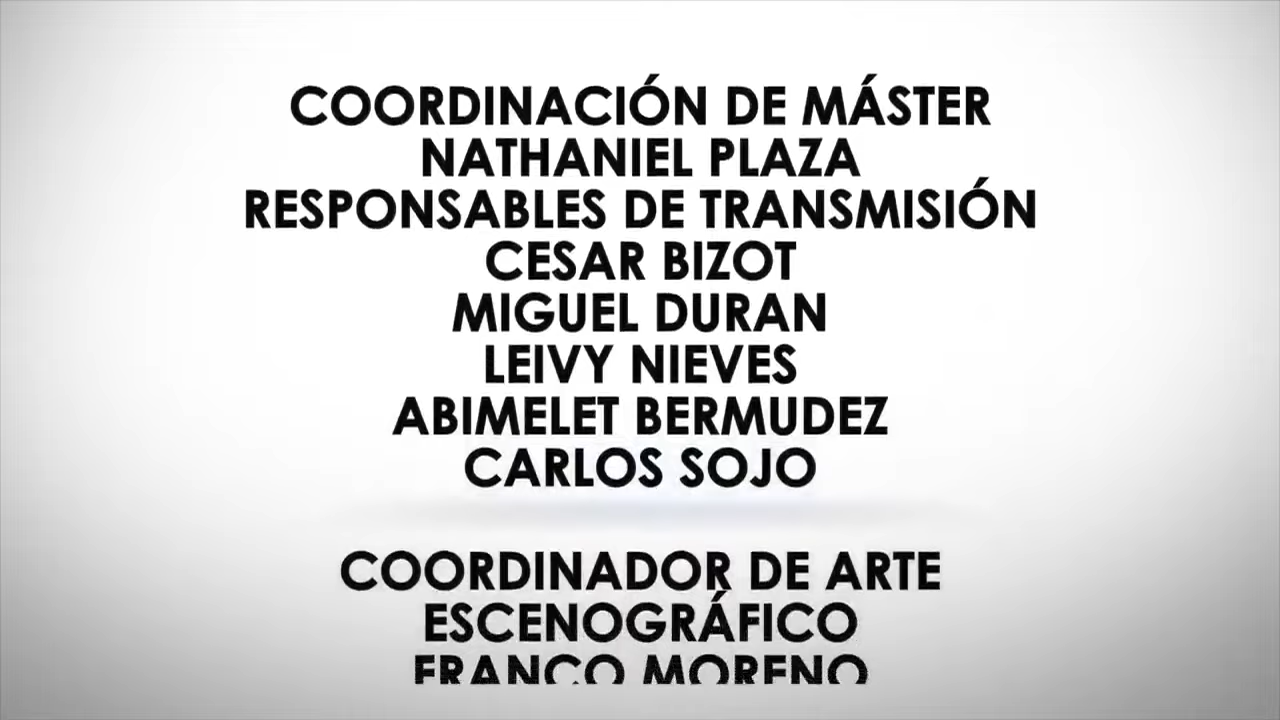 COORDINACIÓN DE MÁSTER
NATHANIEL PLAZA
RESPONSABLES DE TRANSMISIÓN
CESAR BIZOT
MIGUEL DURAN
LEIVY NIEVES
ABIMELET BERMUDEZ
CARLOS SOJO
COORDINADOR DE ARTE
ESCENOGRÁFICO
FRANCO MORENO